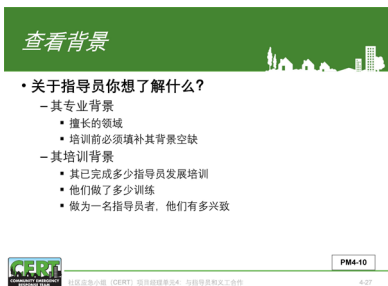 查看背景
• 关于指导员你想了解什么?
– 其专业背景
▪ 擅长的领域
▪ 培训前必须填补其背景空缺
– 其培训背景
▪ 其已完成多少指导员发展培训
▪ 他们做了多少训练
▪ 做为一名指导员者，他们有多兴致
PM4-10
CERT
COMMUNITY EMERGENCY
RESPONSE TEAM
社区应急小组（CERT）项目经理单元4：与指导员和义工合作
4-27